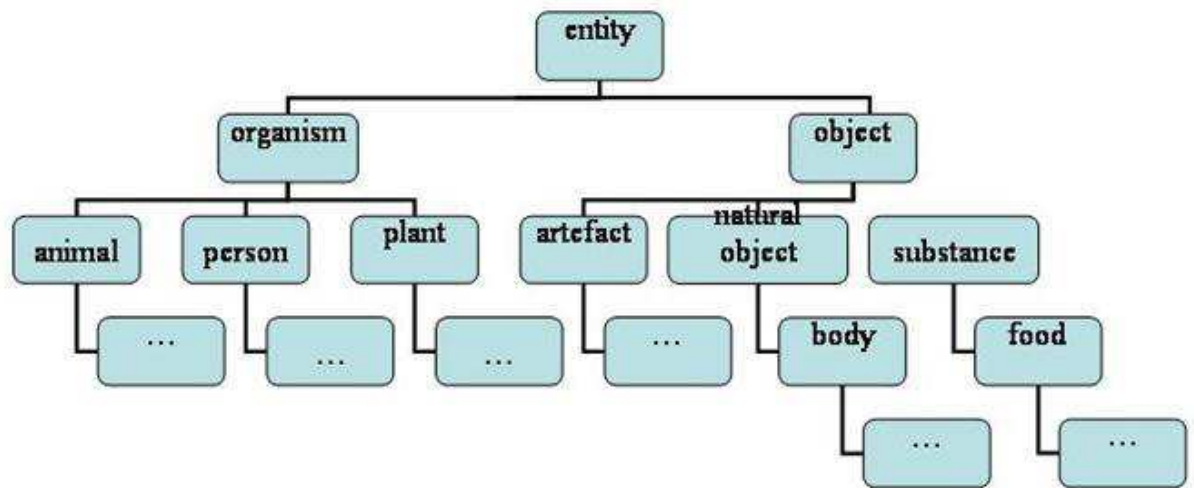 entity
organism
object
animal
person
plant
artefact
natural
object
substance
...
...
...
...
body
food
...
...